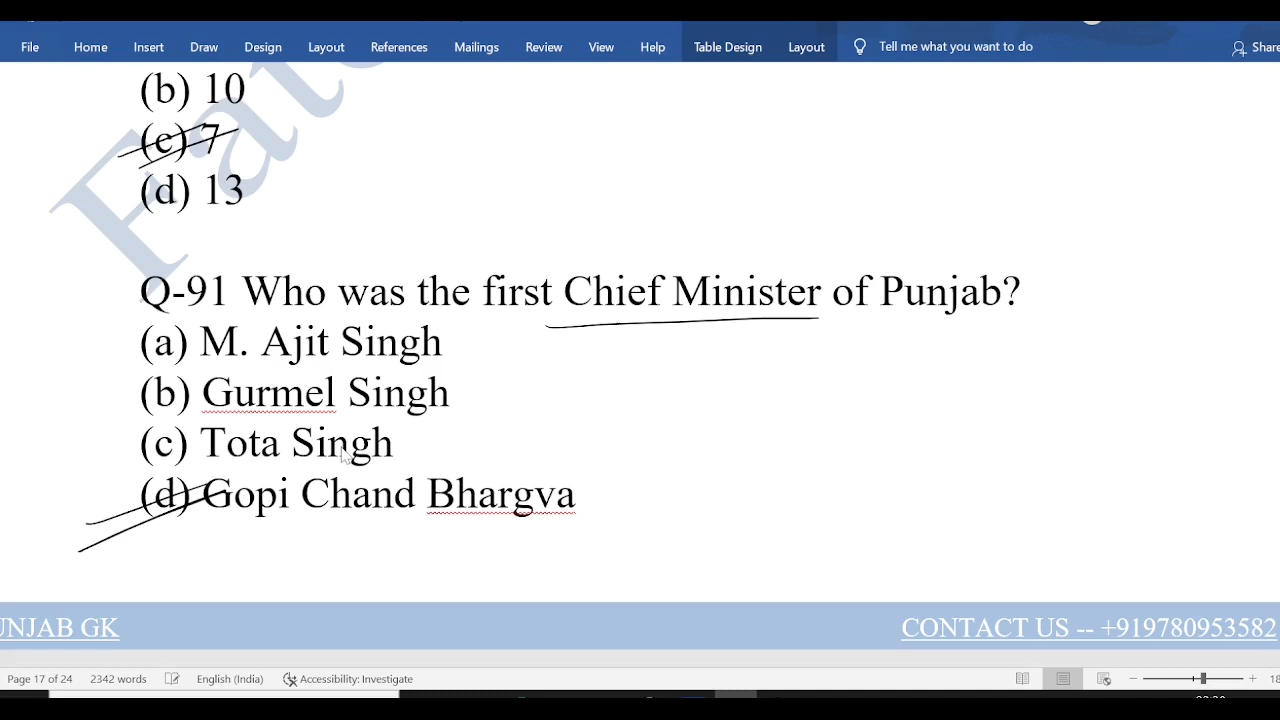 File Home Insert Draw Design Layout References Mailings Review View Help Table Design Layout Tell me what you want to do Share
(b) 10
(c) 7
(d) 13
Q-91 Who was the first Chief Minister of Punjab?
(a) M. Ajit Singh
(b) Gurmel Singh
(c) Tota Singh
(d) Gopi Chand Bhargva
UNJAB GK CONTACT US -- +919780953582
Page 17 of 24 2342 words English (India) Accessibility: Investigate 18